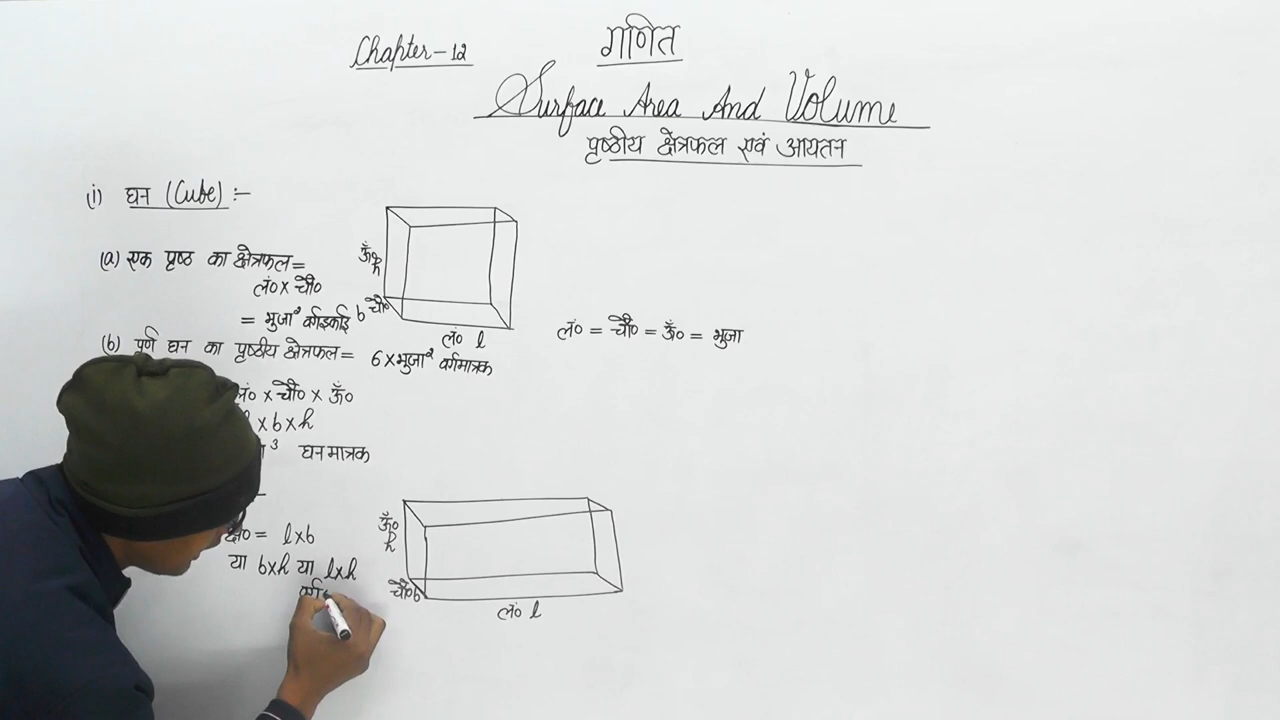 Chapter-12
गणित
Surface Area And Volume
पृष्ठीय क्षेत्रफल एवं आयतन
(i) घन (Cube) :-
(a) एक पृष्ठ का क्षेत्रफल =
लं० x चौ०
= भुजा² वर्गइकाई
ऊँ०
h
b चौ०
लं० l
लं० = चौ० = ऊँ० = भुजा
(b) पूर्ण घन का पृष्ठीय क्षेत्रफल = 6 x भुजा² वर्गमात्रक
लं० x चौ० x ऊँ०
x b x h
³ घनमात्रक
= l x b
या b x h या l x h
ऊँ०
h
चौ० b
लं० l